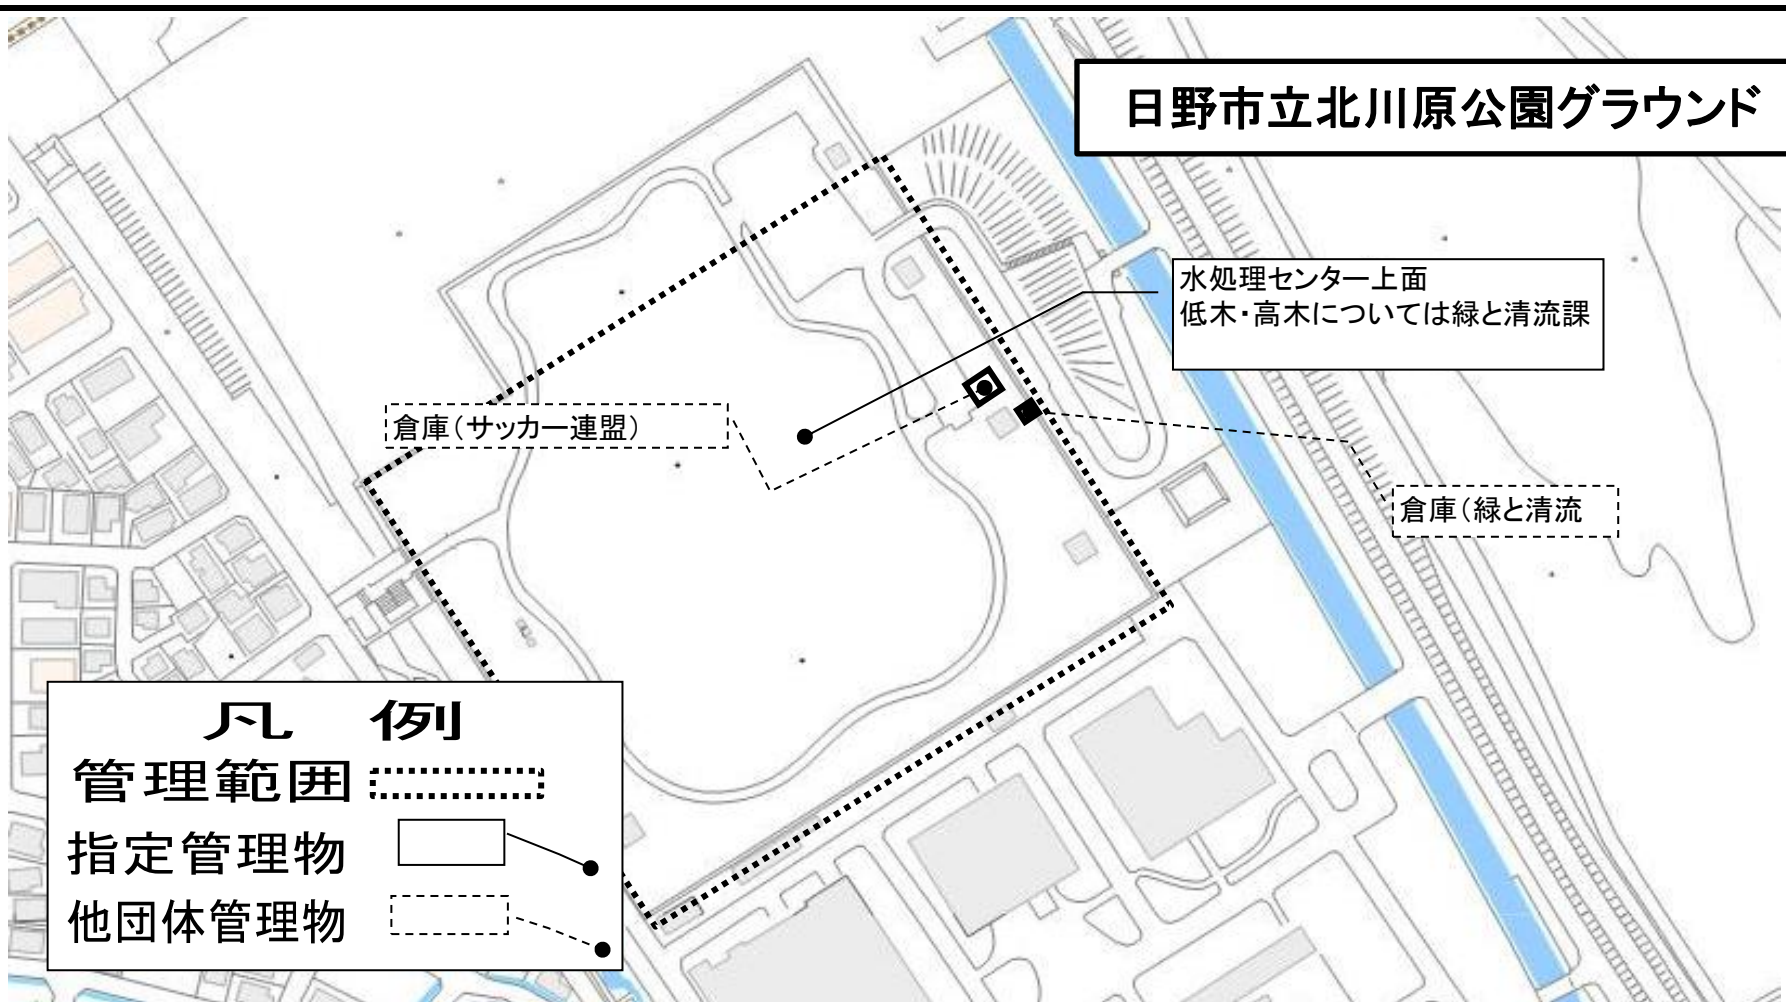 日野市立北川原公園グラウンド
水処理センター上面
低木・高木については緑と清流課
倉庫（サッカー連盟）
倉庫（緑と清流
凡　例
管理範囲
指定管理物
他団体管理物